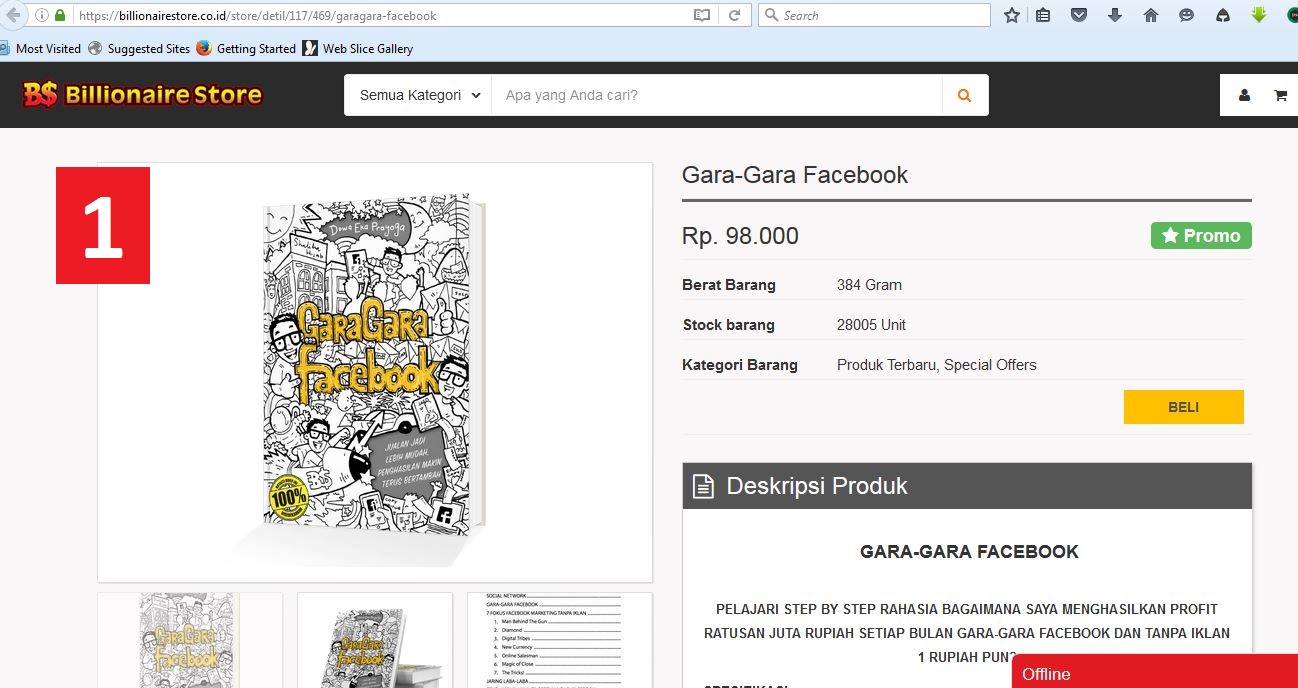 https://billionairestore.co.id/store/detil/117/469/garagara-facebook
Search
Most Visited Suggested Sites Getting Started Web Slice Gallery
B$ Billionaire Store
Semua Kategori
Apa yang Anda cari?
1
Dewa Eka Prayoga
GaraGara
facebook
JUALAN JADI
LEBIH MUDAH,
PENGHASILAN MAKIN
TERUS BERTAMBAH
100%
Gara-Gara Facebook
Rp. 98.000
Promo
Berat Barang 384 Gram
Stock barang 28005 Unit
Kategori Barang Produk Terbaru, Special Offers
BELI
Deskripsi Produk
GARA-GARA FACEBOOK
PELAJARI STEP BY STEP RAHASIA BAGAIMANA SAYA MENGHASILKAN PROFIT
RATUSAN JUTA RUPIAH SETIAP BULAN GARA-GARA FACEBOOK DAN TANPA IKLAN
1 RUPIAH PUN?
GaraGara
facebook
GaraGara
facebook
SOCIAL NETWORK
GARA-GARA FACEBOOK
7 FOKUS FACEBOOK MARKETING TANPA IKLAN
1. Man Behind The Gun
2. Diamond
3. Digital Tribes
4. New Currency
5. Online Salesman
6. Magic of Close
7. The Tricks!
JARING LABA-LABA
Offline